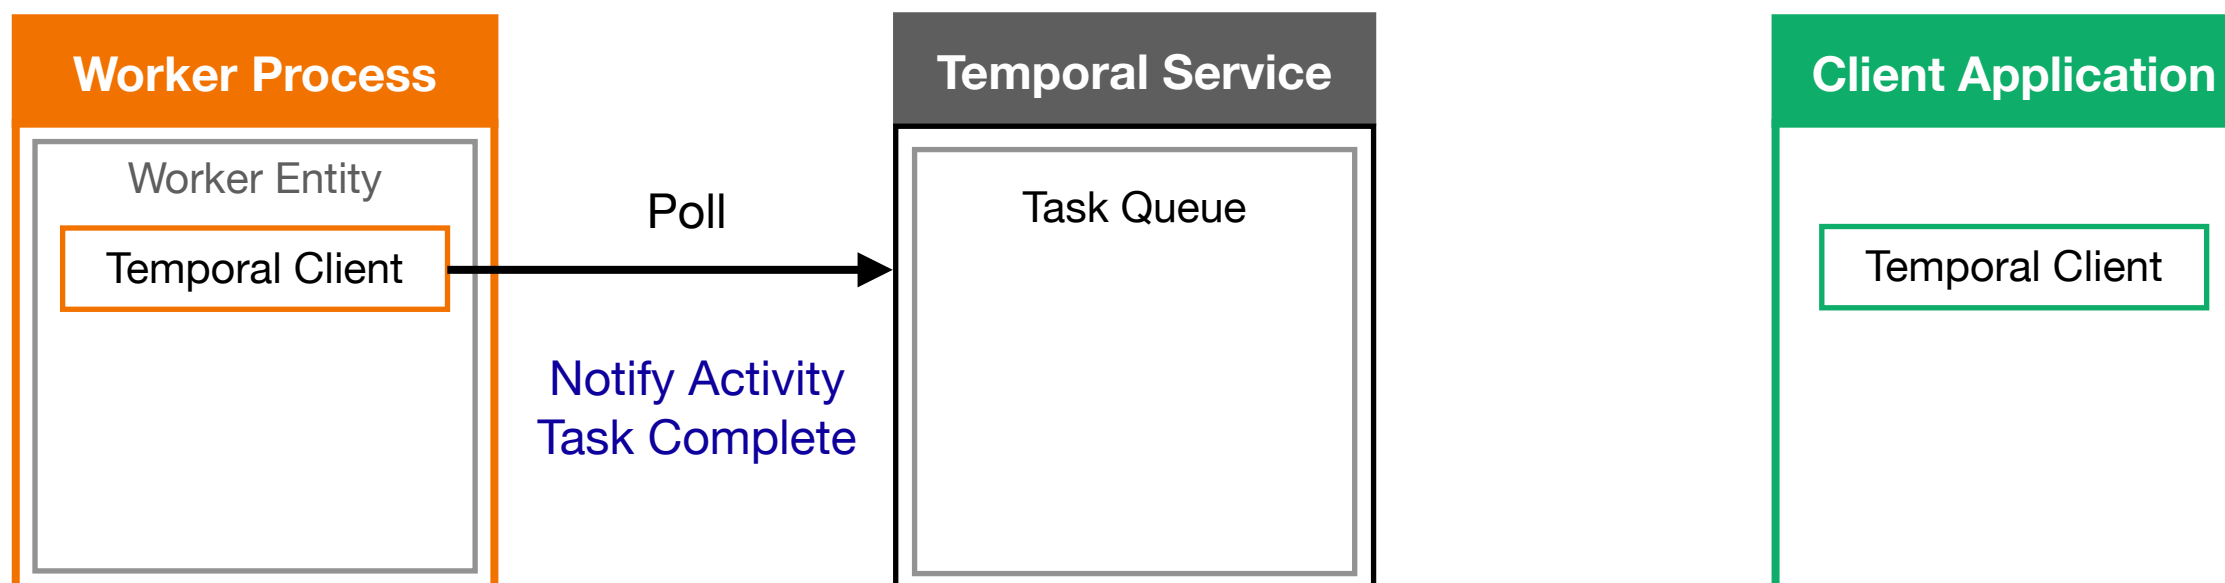 Worker Process
Temporal Service
Client Application
Worker Entity
Temporal Client
Poll
Notify Activity
Task Complete
Task Queue
Temporal Client